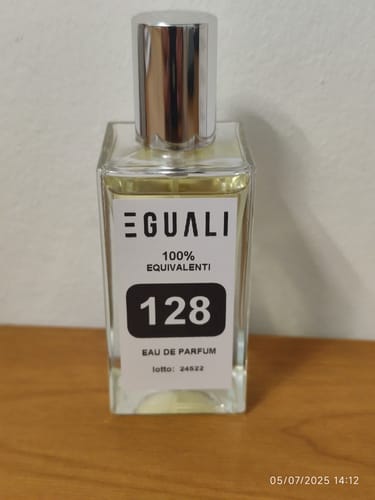 EGUALI
100%
EQUIVALENTI
128
EAU DE PARFUM
lotto: 24522
05/07/2025 14:12